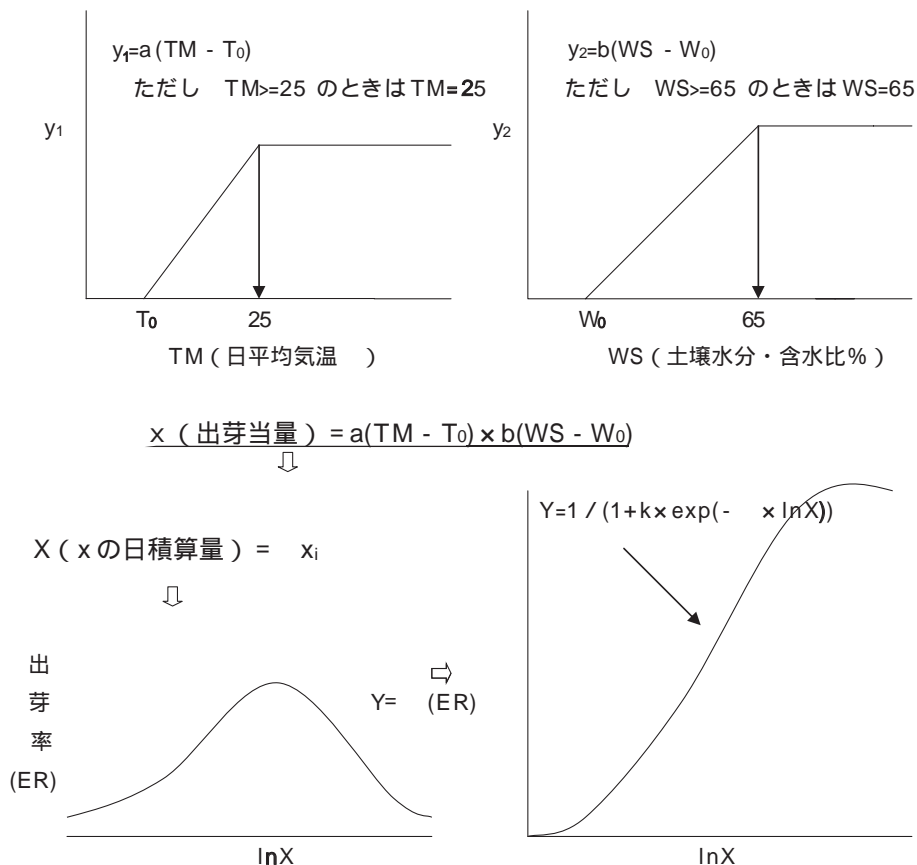 y1=a(TM - T0)
ただし TM>=25 のときはTM=25
y1
T0 25
TM(日平均気温 )
y2=b(WS - W0)
ただし WS>=65 のときはWS=65
y2
W0 65
WS(土壌水分・含水比%)
x(出芽当量)=a(TM - T0)×b(WS - W0)
⇩
X(xの日積算量)= xi
⇩
出芽率(ER)
lnX
⇨
Y= (ER)
Y=1/(1+k×exp(- ×lnX))
lnX